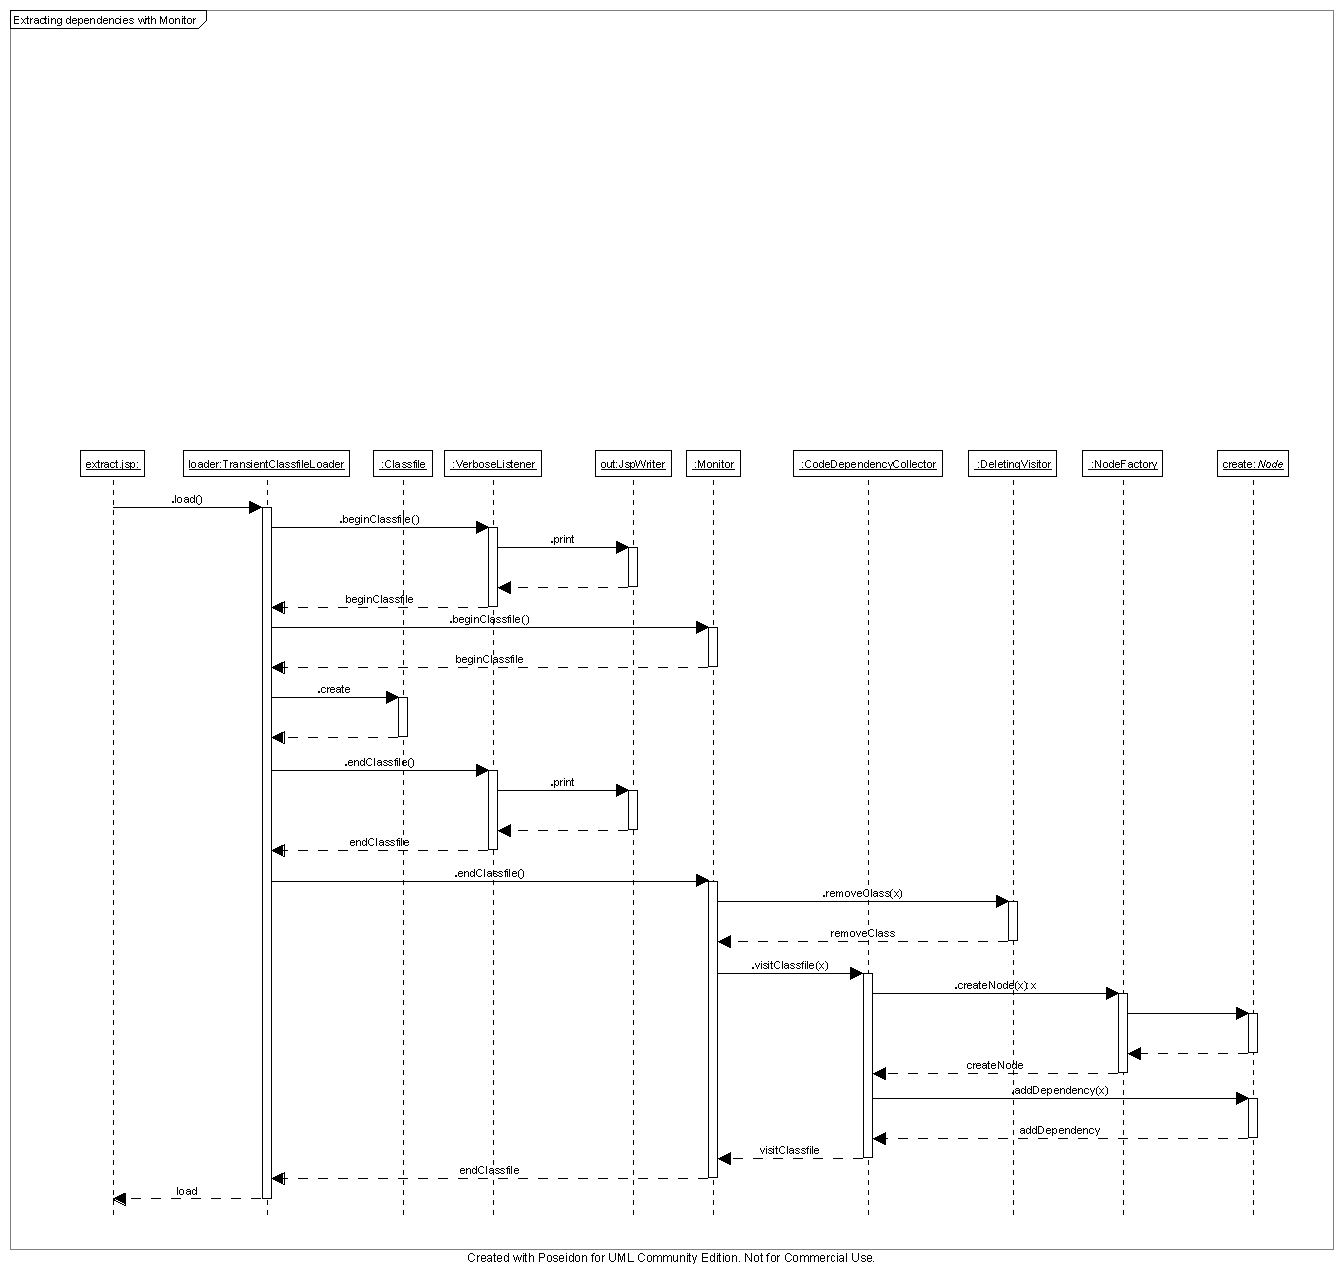 Extracting dependencies with Monitor
extract.jsp:
loader:TransientClassfileLoader
:Classfile
:VerboseListener
out:JspWriter
:Monitor
:CodeDependencyCollector
:DeletingVisitor
:NodeFactory
create:Node
.load()
.beginClassfile()
.print
beginClassfile
.beginClassfile()
beginClassfile
.create
.endClassfile()
.print
endClassfile
.endClassfile()
.removeClass(x)
removeClass
.visitClassfile(x)
.createNode(x):x
createNode
.addDependency(x)
addDependency
visitClassfile
endClassfile
load
Created with Poseidon for UML Community Edition. Not for Commercial Use.